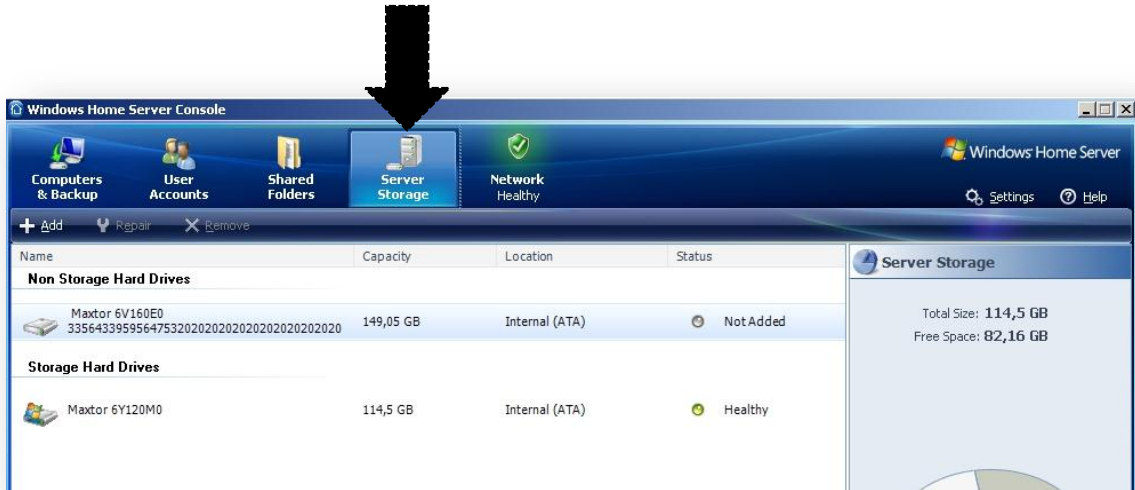 Windows Home Server Console
Computers & Backup
User Accounts
Shared Folders
Server Storage
Network Healthy
Windows Home Server
Settings Help
Add Repair Remove
Name Capacity Location Status
Server Storage
Non Storage Hard Drives
Maxtor 6V160E0
3356433959564753202020202020202020202020 149,05 GB Internal (ATA) Not Added
Total Size: 114,5 GB
Free Space: 82,16 GB
Storage Hard Drives
Maxtor 6Y120M0 114,5 GB Internal (ATA) Healthy